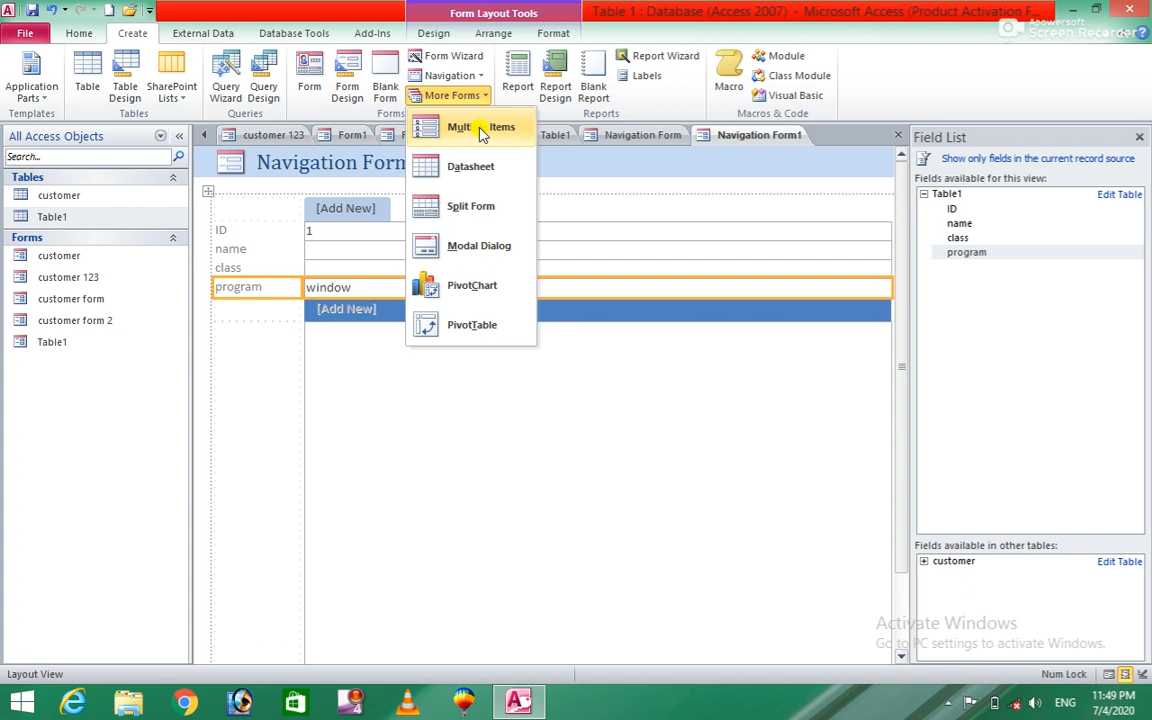 Form Layout Tools
Table 1 : Database (Access 2007) - Microsoft Access (Product Activation F...
Apowersoft
Screen Recorder
File Home Create External Data Database Tools Add-Ins Design Arrange Format
Application Parts
Table
Table Design
SharePoint Lists
Query Wizard
Query Design
Form
Form Design
Blank Form
Form Wizard
Navigation
More Forms
Report
Report Design
Blank Report
Report Wizard
Labels
Macro
Module
Class Module
Visual Basic
Templates Tables Queries Forms Reports Macros & Code
All Access Objects
Search...
Tables
customer
Table1
Forms
customer
customer 123
customer form
customer form 2
Table1
customer 123 Form1 F Table1 Navigation Form Navigation Form1
Navigation Form
[Add New]
ID 1
name
class
program window
[Add New]
Items
Datasheet
Split Form
Modal Dialog
PivotChart
PivotTable
Field List
Show only fields in the current record source
Fields available for this view:
Table1 Edit Table
ID
name
class
program
Fields available in other tables:
customer Edit Table
Activate Windows
Go to PC settings to activate Windows.
Layout View Num Lock
ENG
11:49 PM
7/4/2020